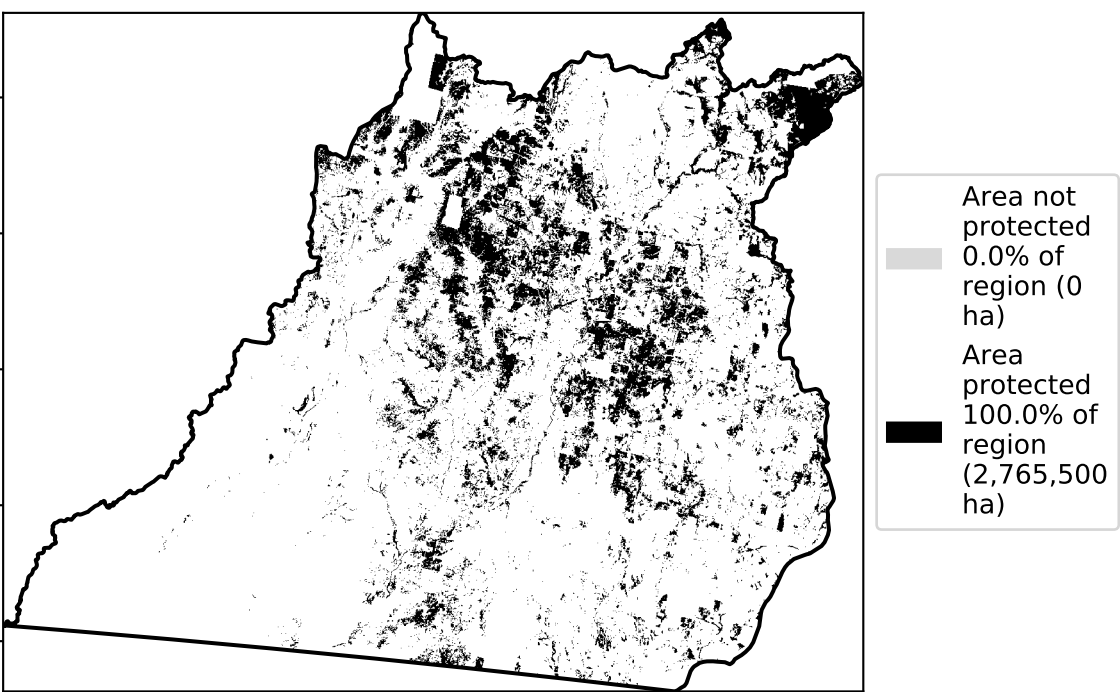 Area not
protected
0.0% of
region (0
ha)
Area
protected
100.0% of
region
(2,765,500
ha)